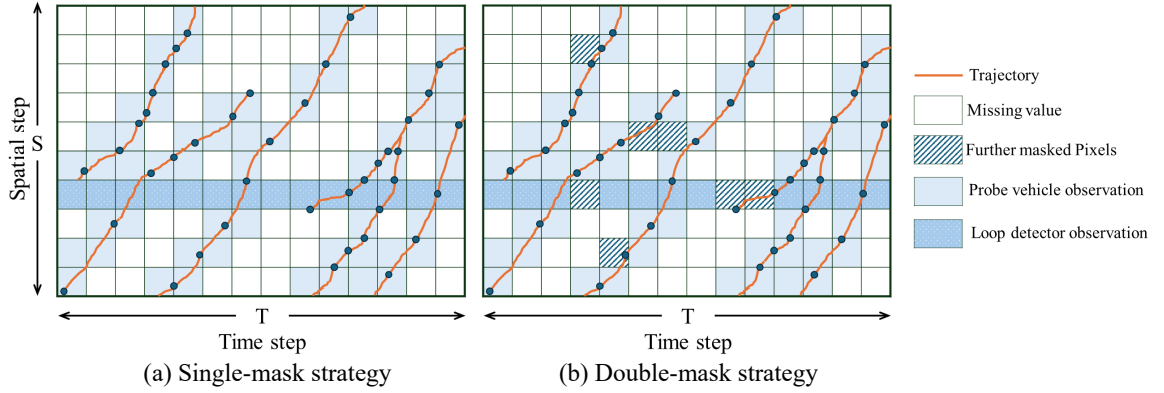 Spatial step
S
T
Time step
(a) Single-mask strategy
T
Time step
(b) Double-mask strategy
Trajectory
Missing value
Further masked Pixels
Probe vehicle observation
Loop detector observation